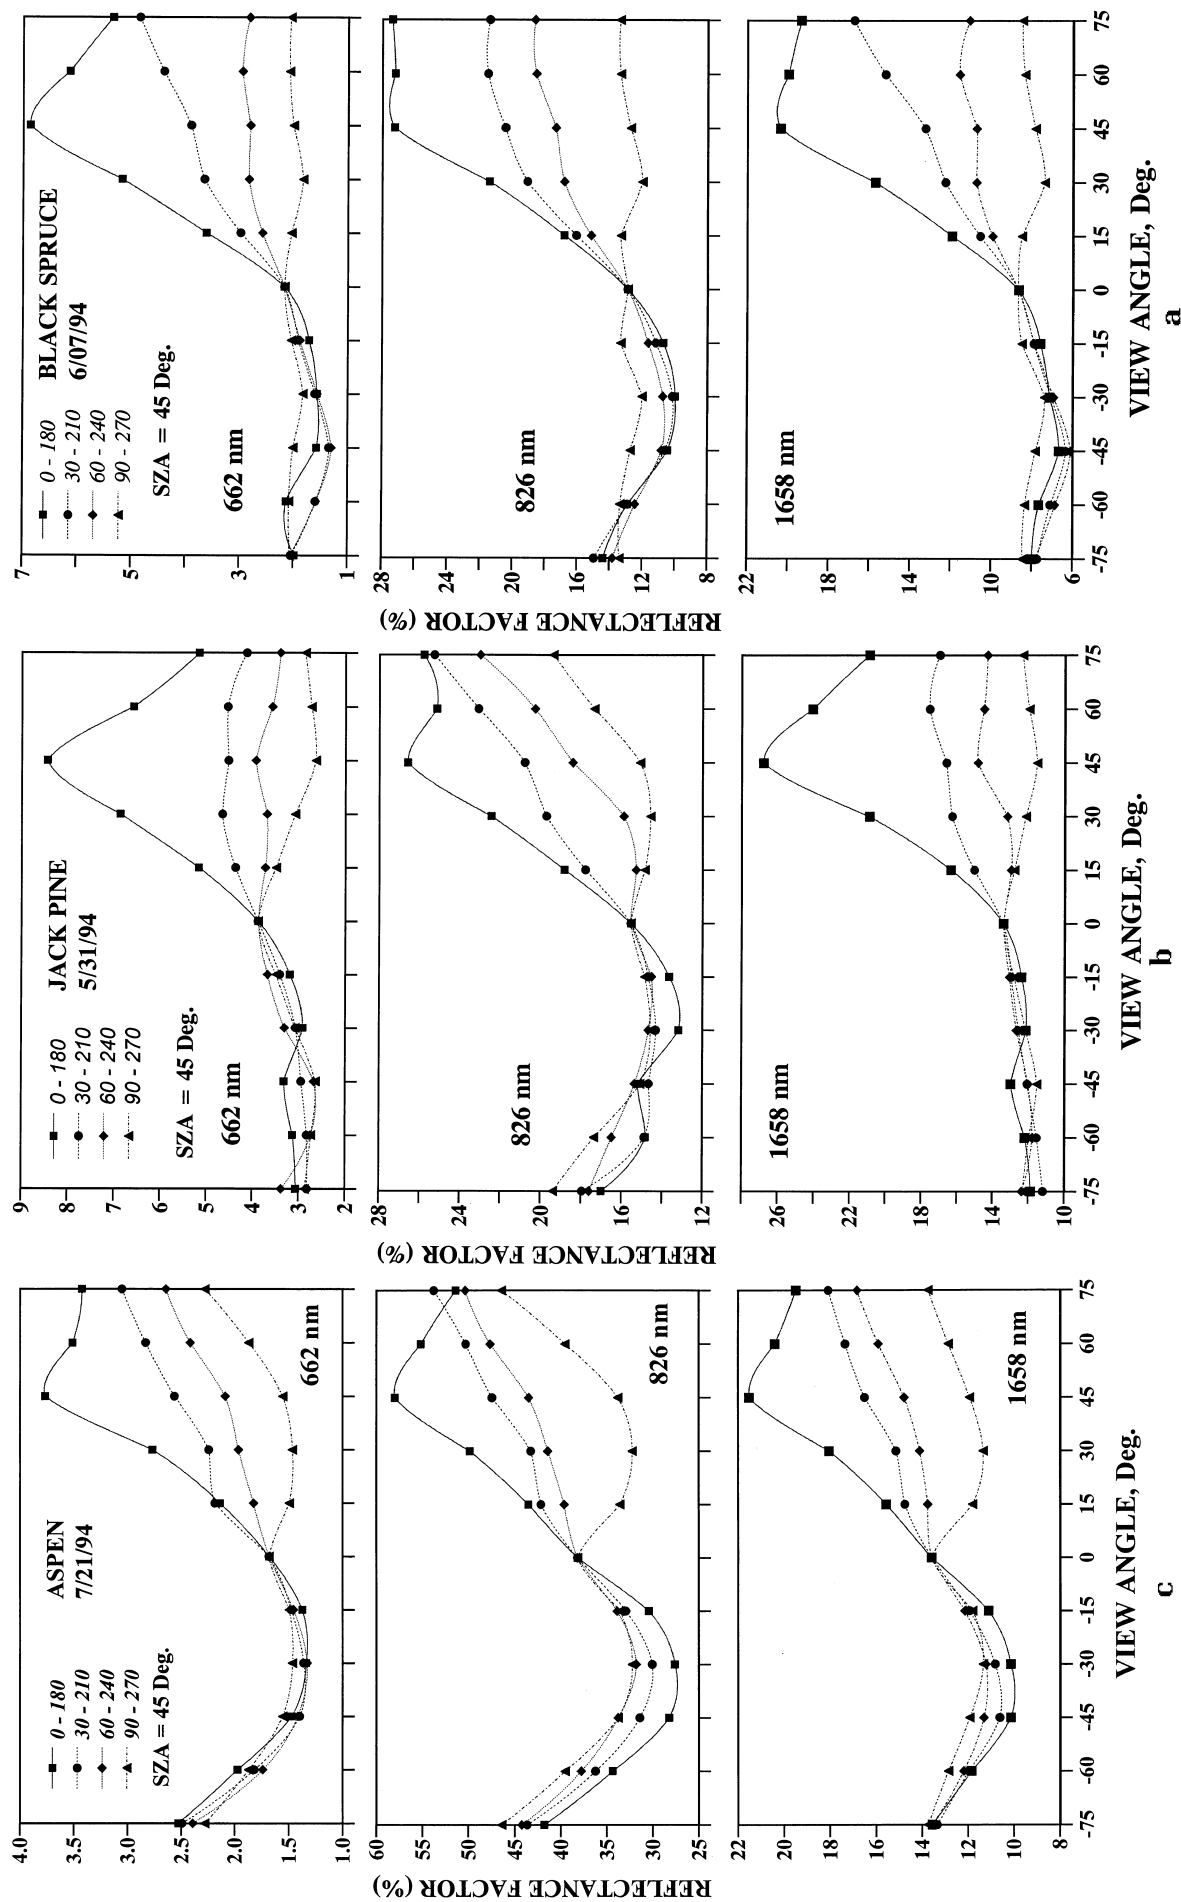 ASPEN
7/21/94
0 - 180
30 - 210
60 - 240
90 - 270
SZA = 45 Deg.
662 nm
4.0
3.0
2.5
2.0
1.5
1.0
REFLECTANCE FACTOR (%)
826 nm
60
55
50
45
40
35
30
25
1658 nm
22
20
18
16
14
12
10
8
-75 -60 -45 -30 -15 0 15 30 45 60 75
VIEW ANGLE, Deg.
c
JACK PINE
5/31/94
0 - 180
30 - 210
60 - 240
90 - 270
SZA = 45 Deg.
662 nm
9
8
7
6
5
4
3
2
REFLECTANCE FACTOR (%)
826 nm
28
24
20
16
12
1658 nm
26
22
18
14
10
-75 -60 -45 -30 -15 0 15 30 45 60 75
VIEW ANGLE, Deg.
b
BLACK SPRUCE
6/07/94
0 - 180
30 - 210
60 - 240
90 - 270
SZA = 45 Deg.
662 nm
7
5
3
1
REFLECTANCE FACTOR (%)
826 nm
28
24
20
16
12
8
1658 nm
22
18
14
10
6
-75 -60 -45 -30 -15 0 15 30 45 60 75
VIEW ANGLE, Deg.
a